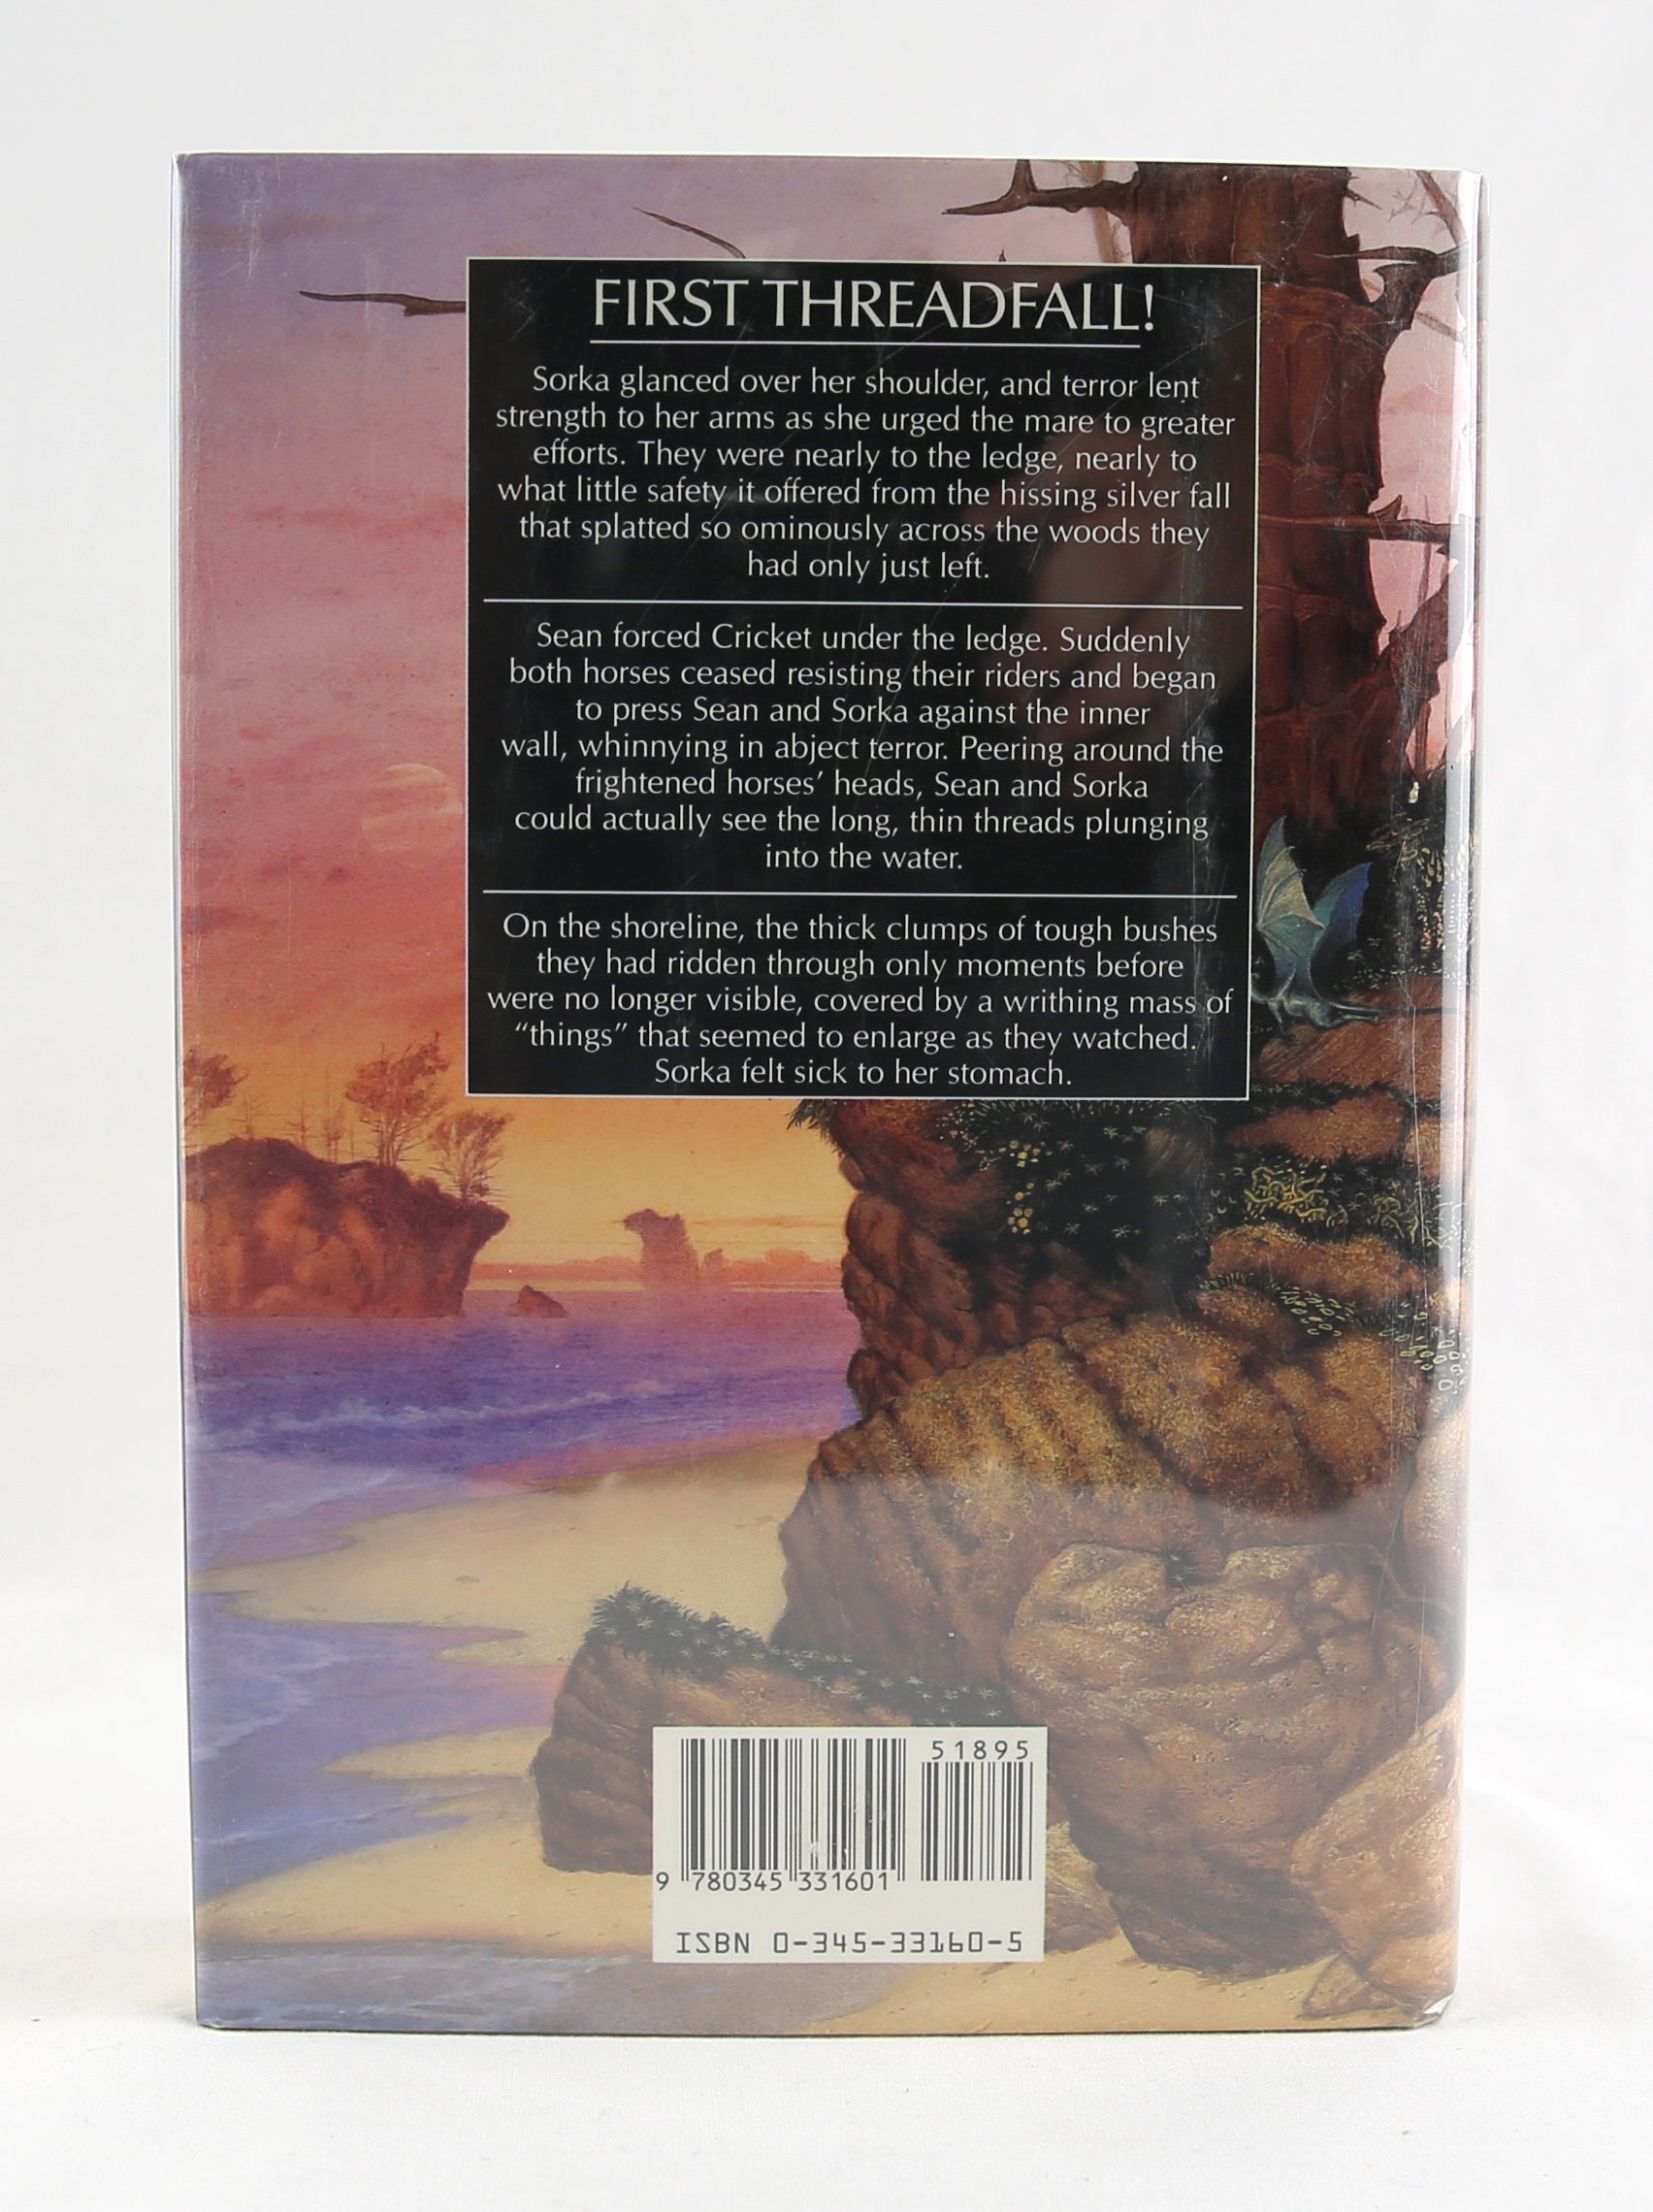 FIRST THREADFALL!
Sorka glanced over her shoulder, and terror lent
strength to her arms as she urged the mare to greater
efforts. They were nearly to the ledge, nearly to
what little safety it offered from the hissing silver fall
that splatted so ominously across the woods they
had only just left.
Sean forced Cricket under the ledge. Suddenly
both horses ceased resisting their riders and began
to press Sean and Sorka against the inner
wall, whinnying in abject terror. Peering around the
frightened horses’ heads, Sean and Sorka
could actually see the long, thin threads plunging
into the water.
On the shoreline, the thick clumps of tough bushes
they had ridden through only moments before
were no longer visible, covered by a writhing mass of
“things” that seemed to enlarge as they watched.
Sorka felt sick to her stomach.
51895
9 780345 331601
ISBN 0-345-33160-5